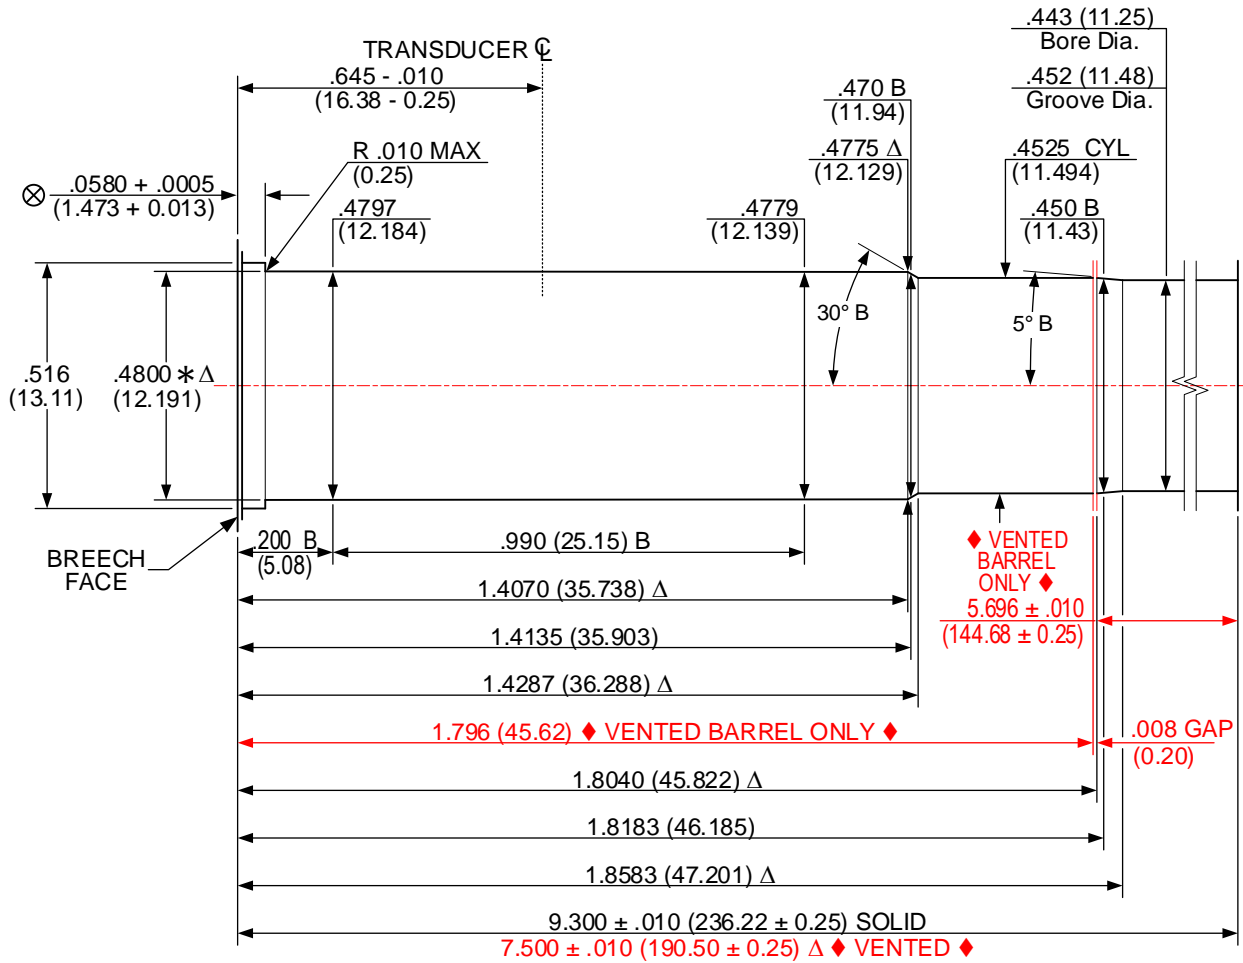 .443 (11.25)
Bore Dia.
TRANSDUCER ℄
.645 - .010
(16.38 - 0.25)
.452 (11.48)
Groove Dia.
.470 B
(11.94)
R .010 MAX
(0.25)
.4775 Δ
(12.129)
.4525 CYL
(11.494)
⊗ .0580 + .0005
(1.473 + 0.013)
.4797
(12.184)
.4779
(12.139)
.450 B
(11.43)
30° B
5° B
.516
(13.11)
.4800 * Δ
(12.191)
BREECH
FACE
.200 B
(5.08)
.990 (25.15) B
♦ VENTED
BARREL
ONLY ♦
5.696 ± .010
(144.68 ± 0.25)
1.4070 (35.738) Δ
1.4135 (35.903)
1.4287 (36.288) Δ
1.796 (45.62) ♦ VENTED BARREL ONLY ♦
.008 GAP
(0.20)
1.8040 (45.822) Δ
1.8183 (46.185)
1.8583 (47.201) Δ
9.300 ± .010 (236.22 ± 0.25) SOLID
7.500 ± .010 (190.50 ± 0.25) Δ ♦ VENTED ♦